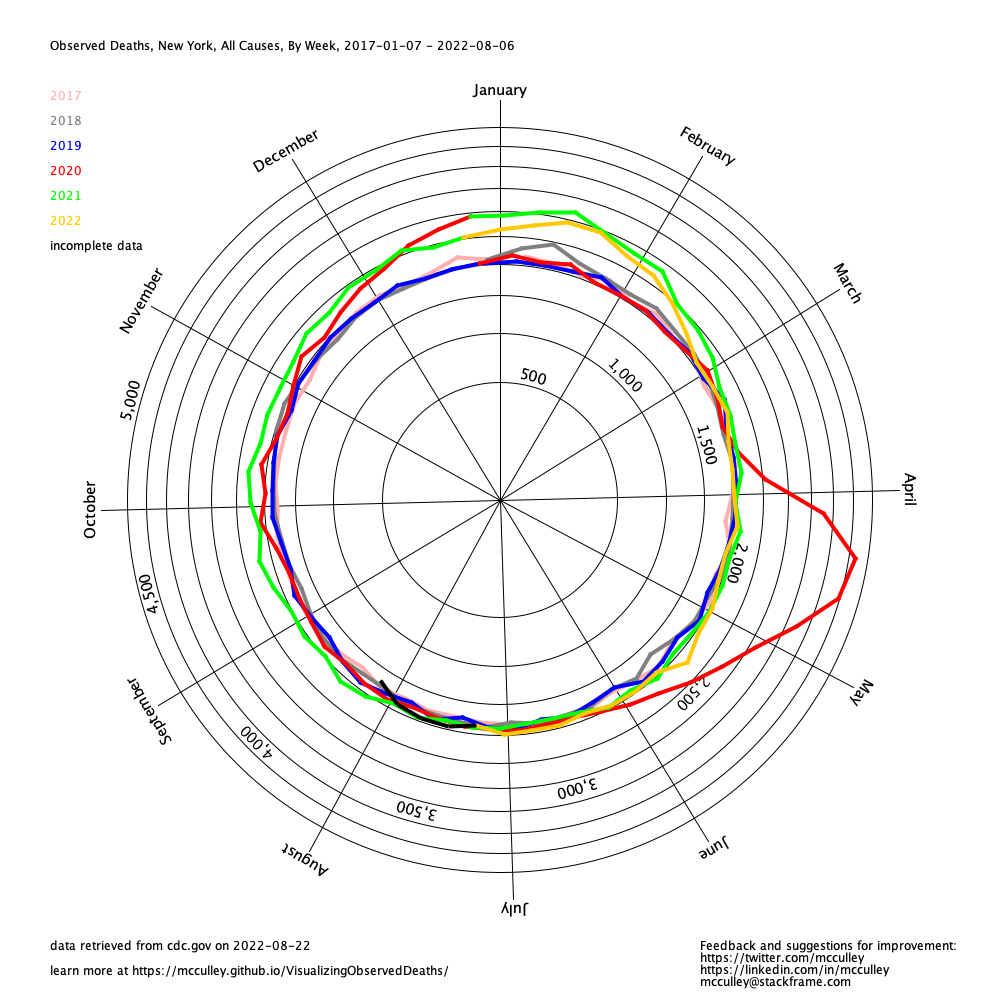 Observed Deaths, New York, All Causes, By Week, 2017-01-07 - 2022-08-06
2017
2018
2019
2020
2021
2022
incomplete data
January
February
March
April
May
June
July
August
September
October
November
December
500
1,000
1,500
2,000
2,500
3,000
3,500
4,000
4,500
5,000
data retrieved from cdc.gov on 2022-08-22
learn more at https://mcculley.github.io/VisualizingObservedDeaths/
Feedback and suggestions for improvement:
https://twitter.com/mcculley
https://linkedin.com/in/mcculley
mcculley@stackframe.com